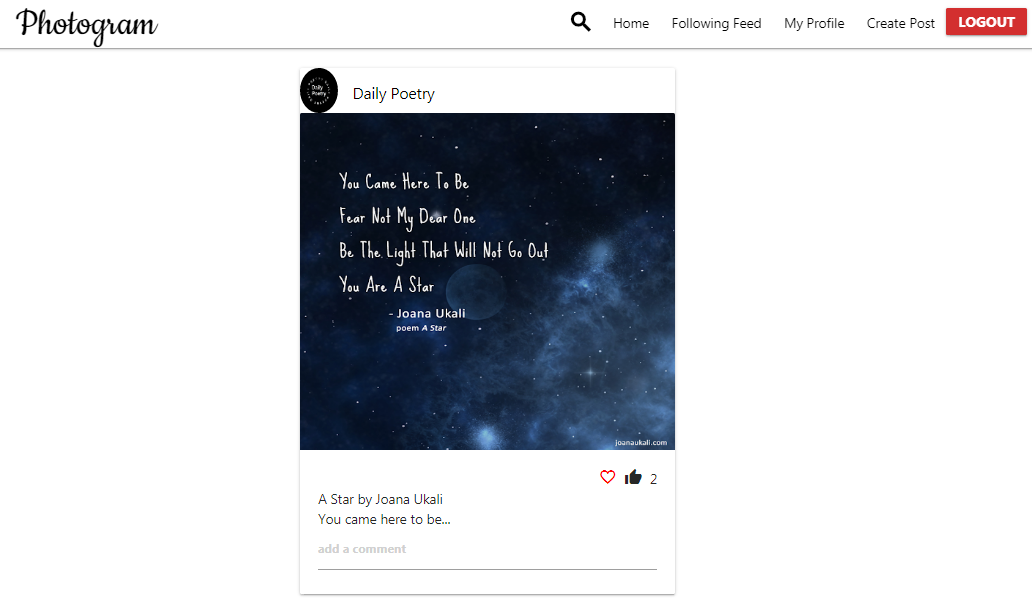 Photogram
Home Following Feed My Profile Create Post LOGOUT
Daily Poetry
Daily Poetry
You Came Here To Be
Fear Not My Dear One
Be The Light That Will Not Go Out
You Are A Star
- Joana Ukali
poem A Star
joanaukali.com
2
A Star by Joana Ukali
You came here to be...
add a comment